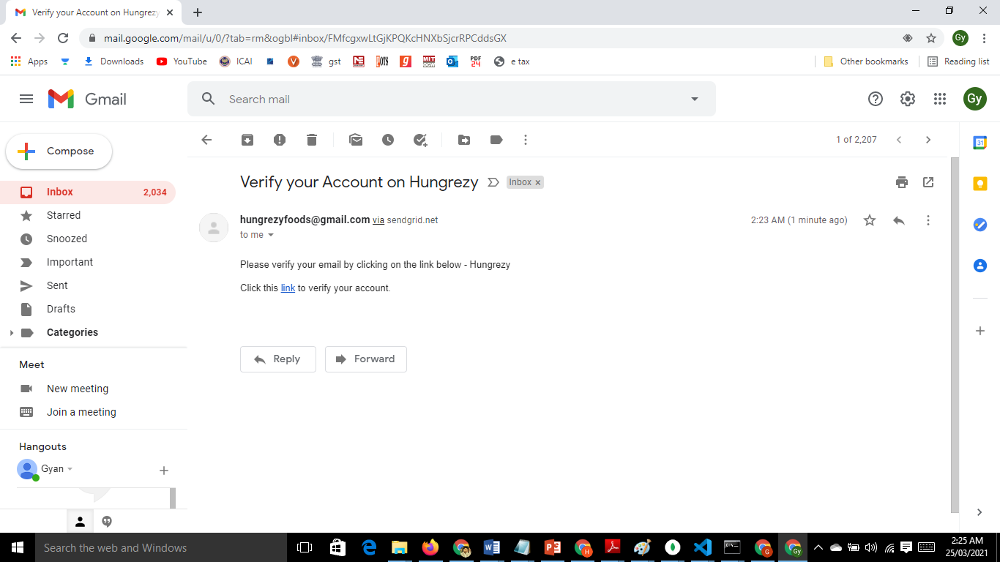 Verify your Account on Hungrezy
mail.google.com/mail/u/0/?tab=rm&ogbl#inbox/FMfcgxwLtGjKPQKcHNXbSjcrRPCddsGX
Gy
Apps
Downloads
YouTube
ICAI
gst
e tax
Other bookmarks
Reading list
Gmail
Search mail
Gy
Compose
1 of 2,207
Inbox 2,034
Starred
Snoozed
Important
Sent
Drafts
Categories
Meet
New meeting
Join a meeting
Hangouts
Gyan
Verify your Account on Hungrezy
Inbox
hungrezyfoods@gmail.com via sendgrid.net
2:23 AM (1 minute ago)
to me
Please verify your email by clicking on the link below - Hungrezy
Click this link to verify your account.
Reply
Forward
31
Search the web and Windows
2:25 AM
25/03/2021